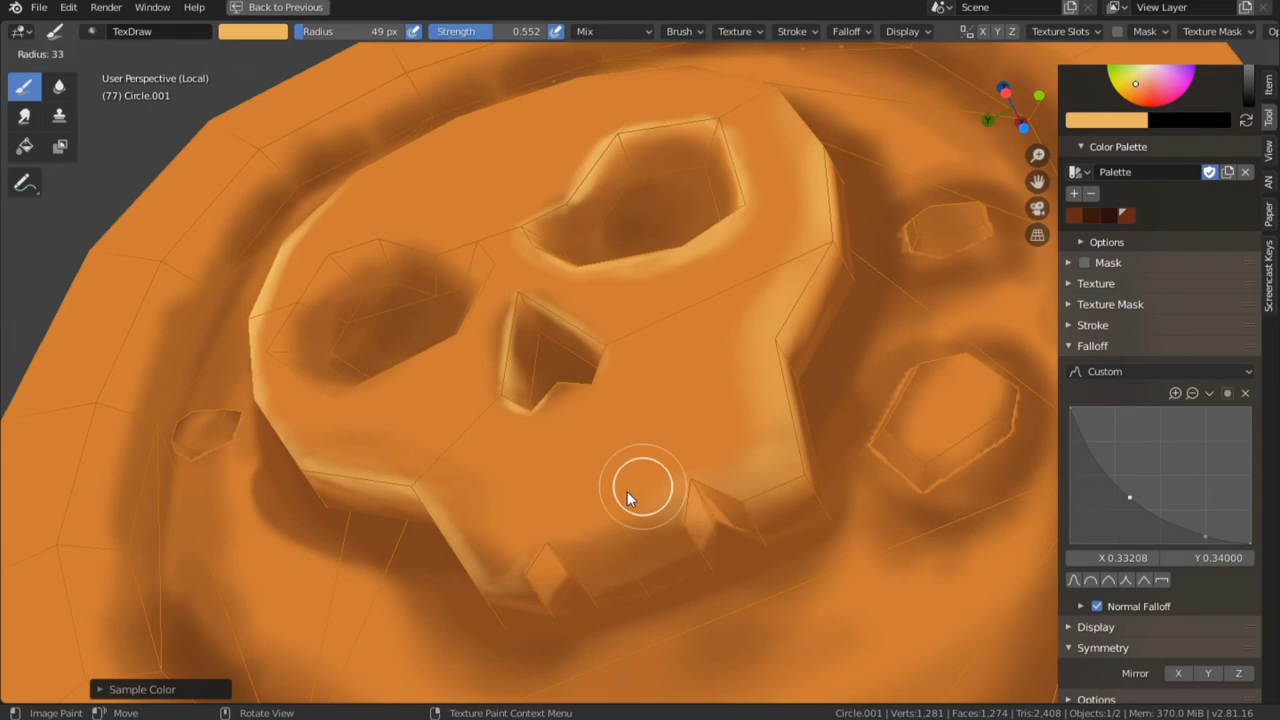 File Edit Render Window Help Back to Previous Scene View Layer
TexDraw Radius 49 px Strength 0.552 Mix Brush Texture Stroke Falloff Display X Y Z Texture Slots Mask Texture Mask Op
Radius: 33
User Perspective (Local)
(77) Circle.001
Y
Item
Tool
View
AN
Paper
Screencast Keys
Color Palette
Palette
Options
Mask
Texture
Texture Mask
Stroke
Falloff
Custom
X 0.33208 Y 0.34000
Normal Falloff
Display
Symmetry
Mirror X Y Z
Options
Sample Color
Image Paint Move Rotate View Texture Paint Context Menu Circle.001 | Verts:1,281 | Faces:1,274 | Tris:2,408 | Objects:1/2 | Mem: 370.0 MiB | v2.81.16